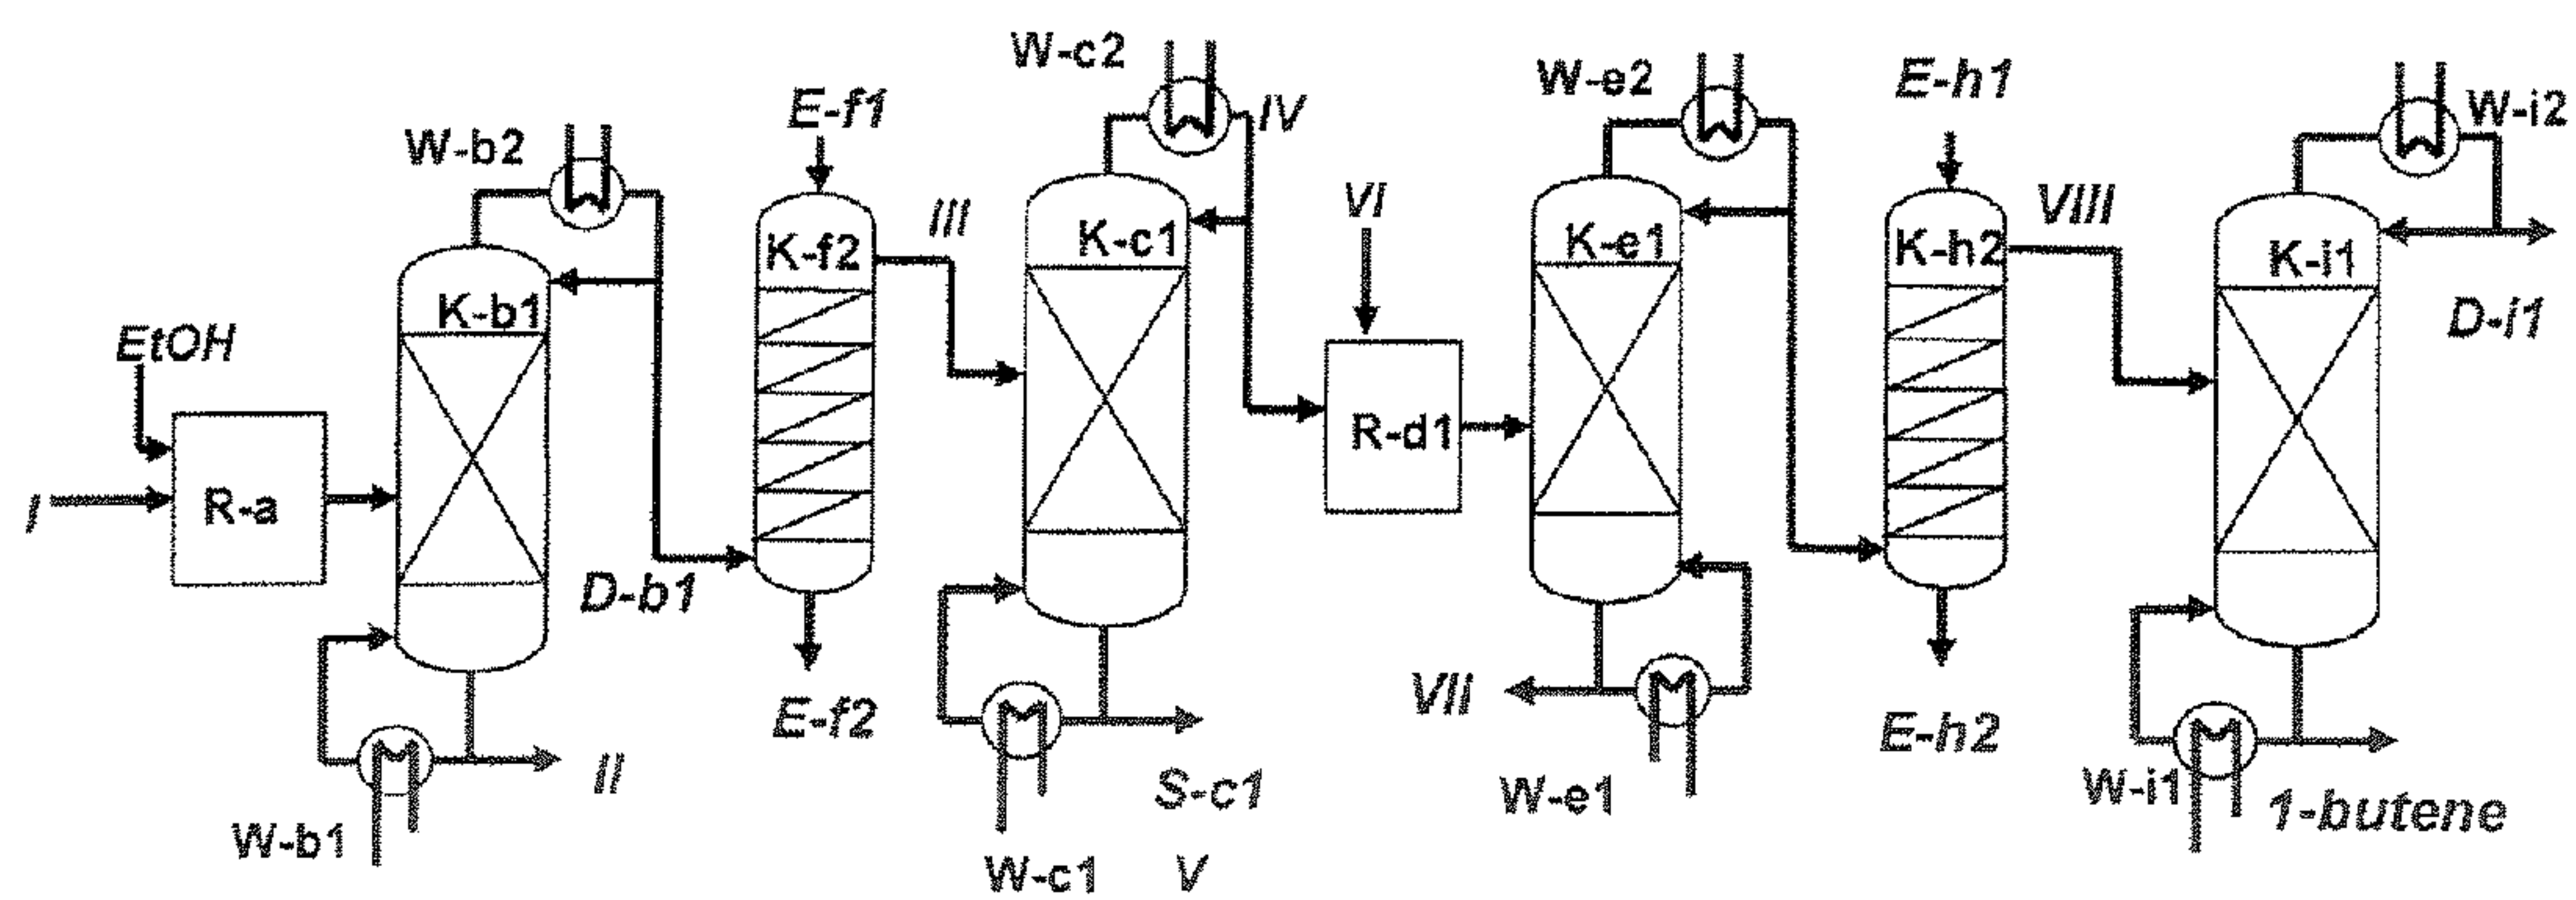 W-c2
W-e2
E-h1
W-i2
E-f1
IV
W-b2
VI
VIII
III
K-f2
K-c1
K-e1
K-h2
K-i1
K-b1
D-i1
EtOH
R-d1
I
R-a
D-b1
VII
E-f2
E-h2
II
S-c1
W-e1
W-i1
1-butene
W-b1
W-c1
V